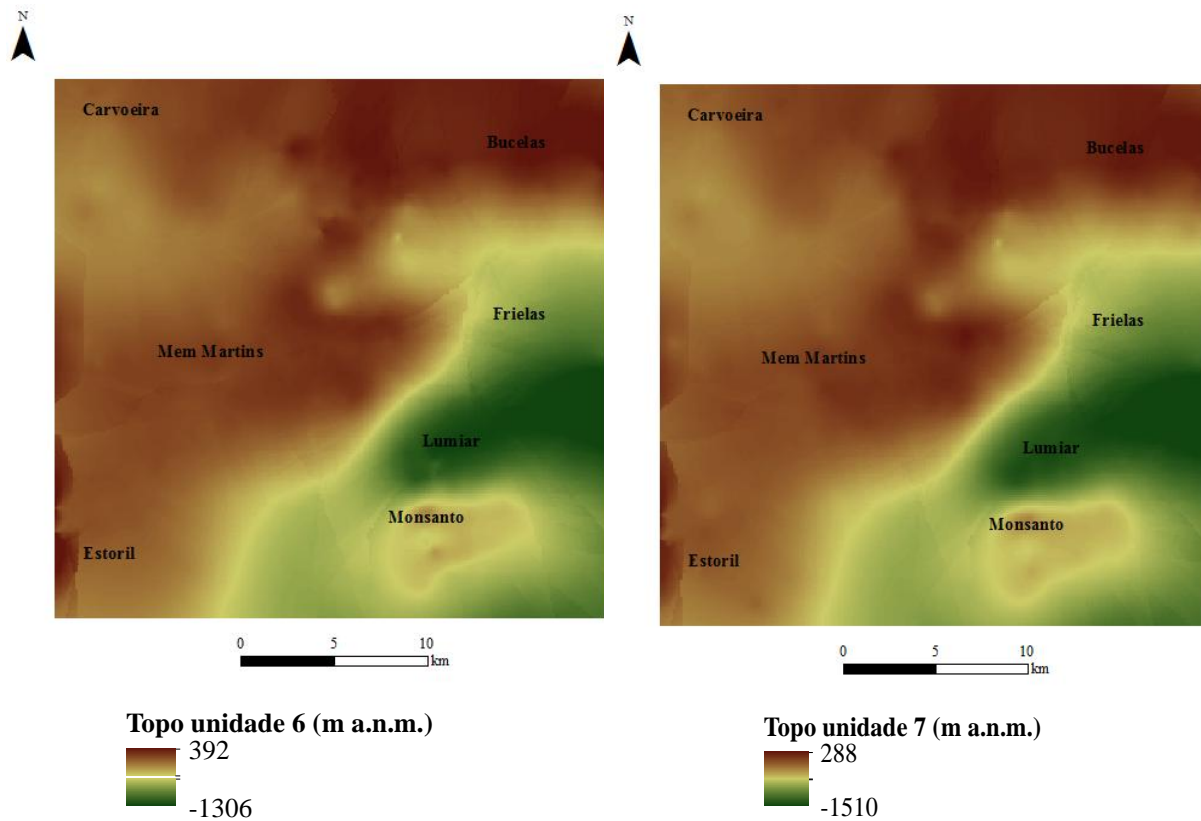 N
Carvoeira
Bucelas
Frielas
Mem Martins
Lumiar
Monsanto
Estoril
0 5 10
km
Topo unidade 6 (m a.n.m.)
392
-1306
N
Carvoeira
Bucelas
Frielas
Mem Martins
Lumiar
Monsanto
Estoril
0 5 10
km
Topo unidade 7 (m a.n.m.)
288
-1510